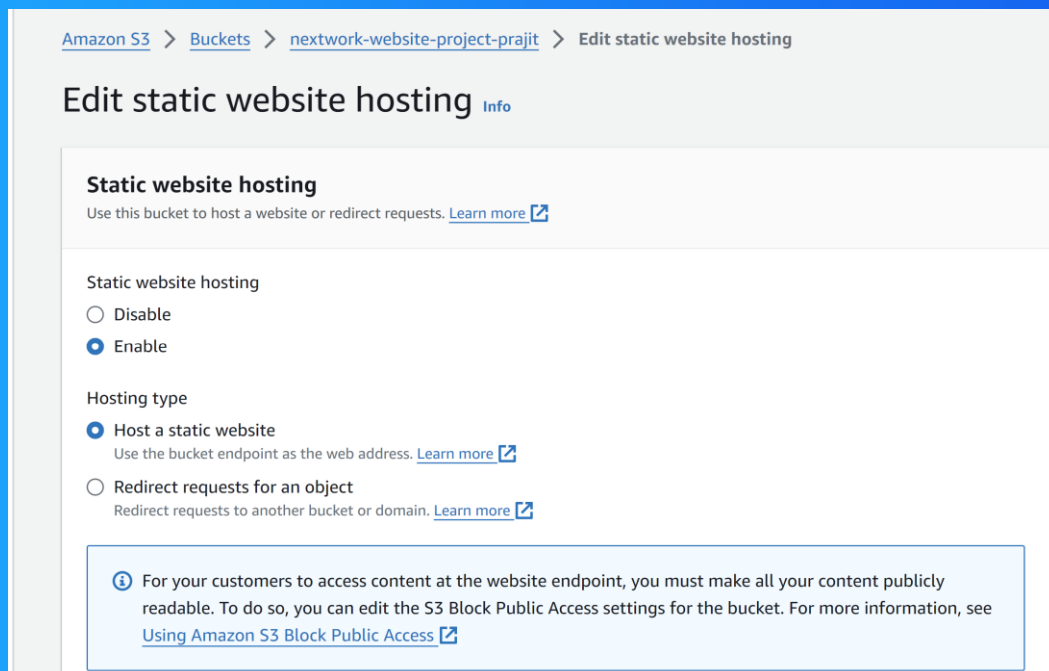 Amazon S3 > Buckets > nextwork-website-project-prajit > Edit static website hosting
Edit static website hosting Info
Static website hosting
Use this bucket to host a website or redirect requests. Learn more
Static website hosting
Disable
Enable
Hosting type
Host a static website
Use the bucket endpoint as the web address. Learn more
Redirect requests for an object
Redirect requests to another bucket or domain. Learn more
For your customers to access content at the website endpoint, you must make all your content publicly
readable. To do so, you can edit the S3 Block Public Access settings for the bucket. For more information, see
Using Amazon S3 Block Public Access